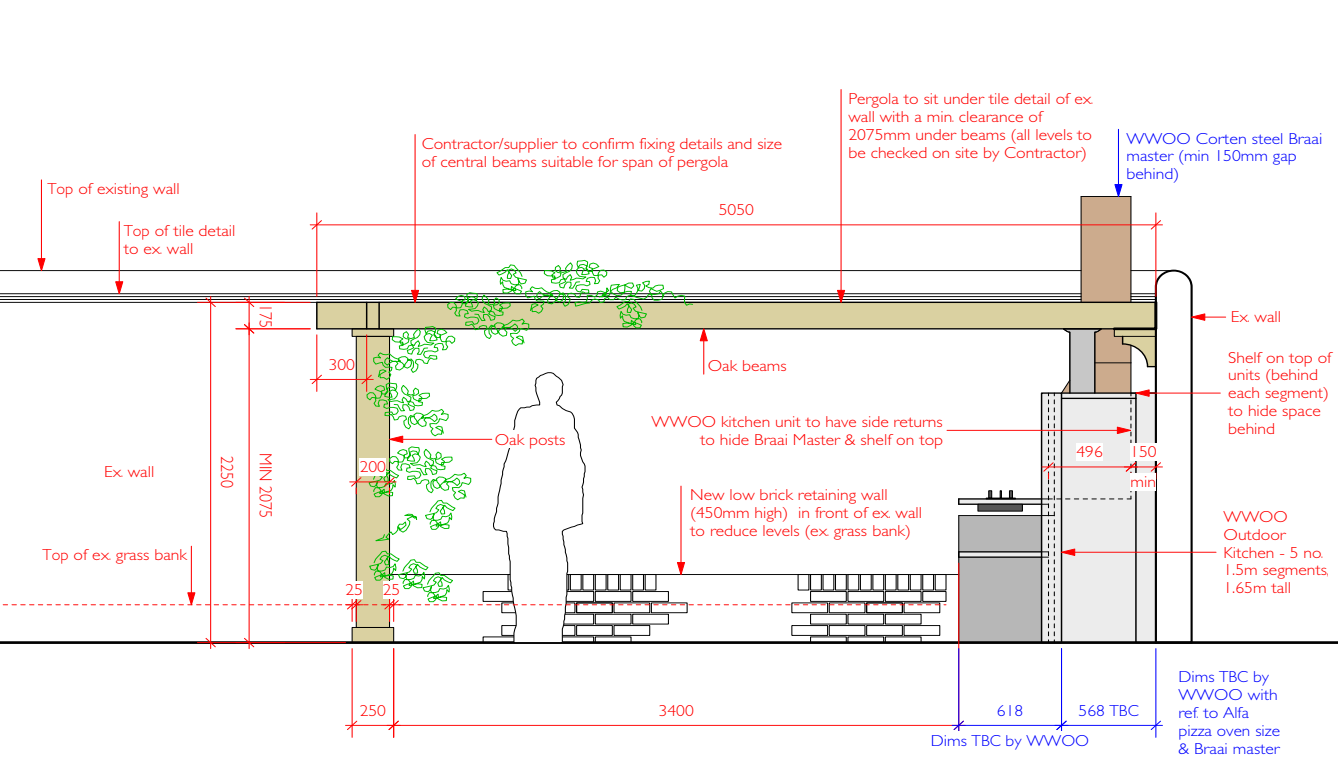 Pergola to sit under tile detail of ex.
wall with a min. clearance of
2075mm under beams (all levels to
be checked on site by Contractor)
WWOO Corten steel Braai
master (min 150mm gap
behind)
Contractor/supplier to confirm fixing details and size
of central beams suitable for span of pergola
Top of existing wall
Top of tile detail
to ex. wall
5050
175
Ex. wall
300
Oak beams
Shelf on top of
units (behind
each segment)
to hide space
behind
WWOO kitchen unit to have side returns
to hide Braai Master & shelf on top
Oak posts
496
150
min
Ex. wall
2250
MIN 2075
200
New low brick retaining wall
(450mm high) in front of ex. wall
to reduce levels (ex. grass bank)
WWOO
Outdoor
Kitchen - 5 no.
1.5m segments,
1.65m tall
Top of ex. grass bank
25
25
Dims TBC by
WWOO with
ref. to Alfa
pizza oven size
& Braai master
250
3400
618
568 TBC
Dims TBC by WWOO